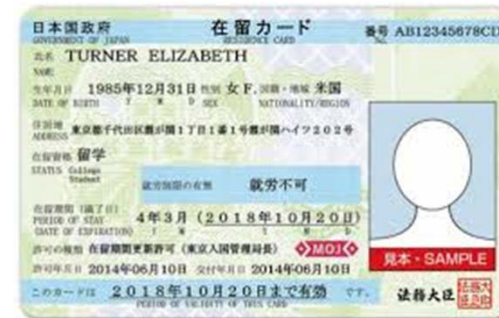 日本国政府 在留カード 番号 AB12345678CD
GOVERNMENT OF JAPAN RESIDENCE CARD No.
氏名 TURNER ELIZABETH
NAME
生年月日 1985年12月31日 性別 女 F. 国籍・地域 米国
DATE OF BIRTH Y M D SEX NATIONALITY/REGION
住居地 東京都千代田区霞が関1丁目1番1号霞が関ハイツ202号
ADDRESS
在留資格 留学
STATUS College
Student
就労制限の有無 就労不可
在留期間(満了日) 4年3月(2018年10月20日)
PERIOD OF STAY
(DATE OF EXPIRATION) Y M Y M D
許可の種類 在留期間更新許可(東京入国管理局長) MOJ
見本・SAMPLE
許可年月日 2014年06月10日 交付年月日 2014年06月10日
このカードは 2018年10月20日まで有効 です。
PERIOD OF VALIDITY OF THIS CARD
法務大臣